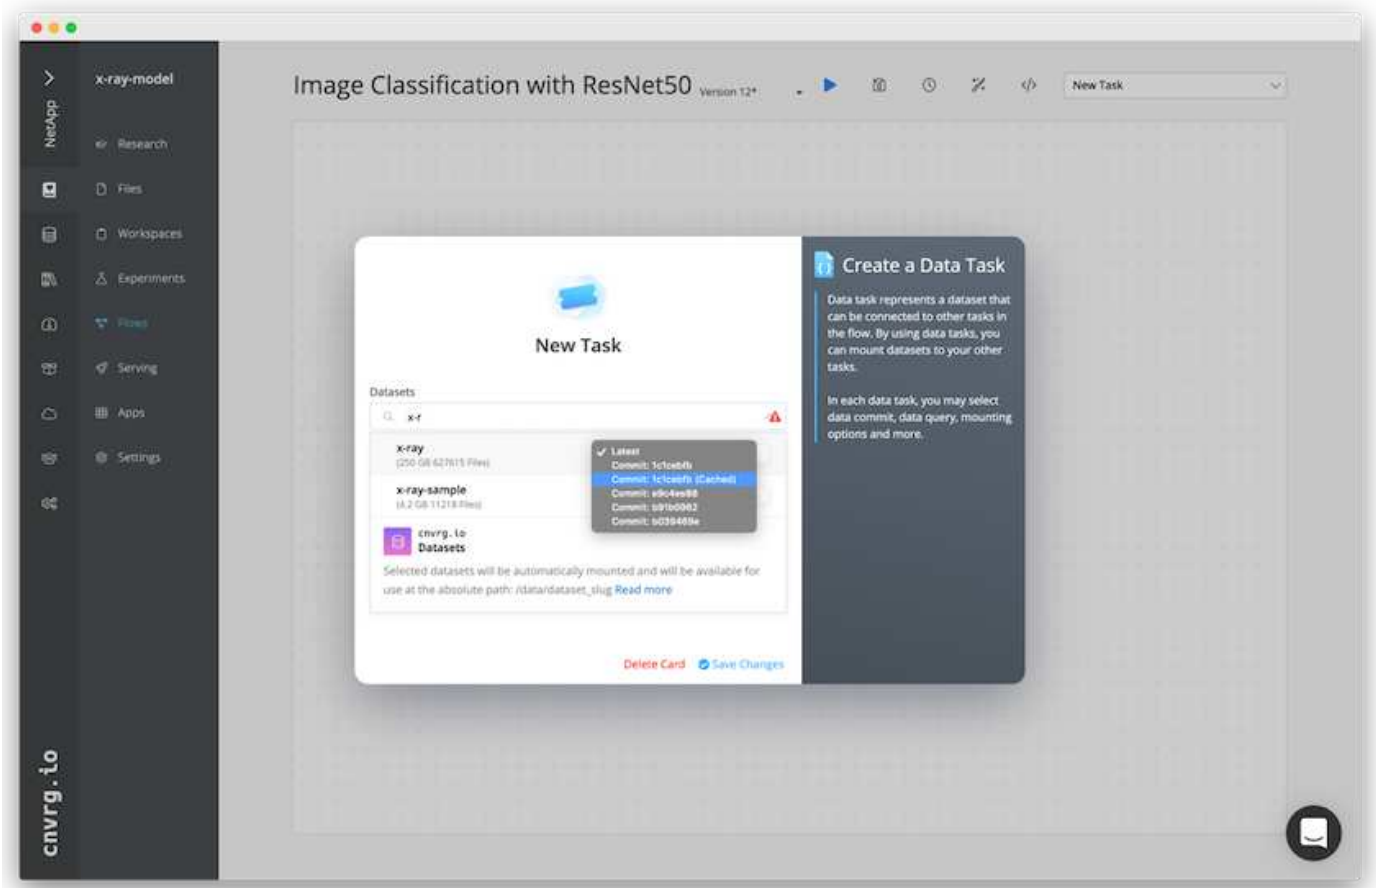 x-ray-model
NetApp
Research
Files
Workspaces
Experiments
Flows
Serving
Apps
Settings
cnvrg.io
Image Classification with ResNet50 Version 12*
</>
New Task
New Task
Datasets
x-r
x-ray
(250 GB 627615 Files)
x-ray-sample
(4.2 GB 11218 Files)
Latest
Commit: 1c1cebfb
Commit: 1c1cebfb (Cached)
Commit: b91b0962
Commit: b039469e
cnvrg.io
Datasets
Selected datasets will be automatically mounted and will be available for
use at the absolute path: /data/dataset_slug Read more
Delete Card
Save Changes
Create a Data Task
Data task represents a dataset that
can be connected to other tasks in
the flow. By using data tasks, you
can mount datasets to your other
tasks.
In each data task, you may select
data commit, data query, mounting
options and more.